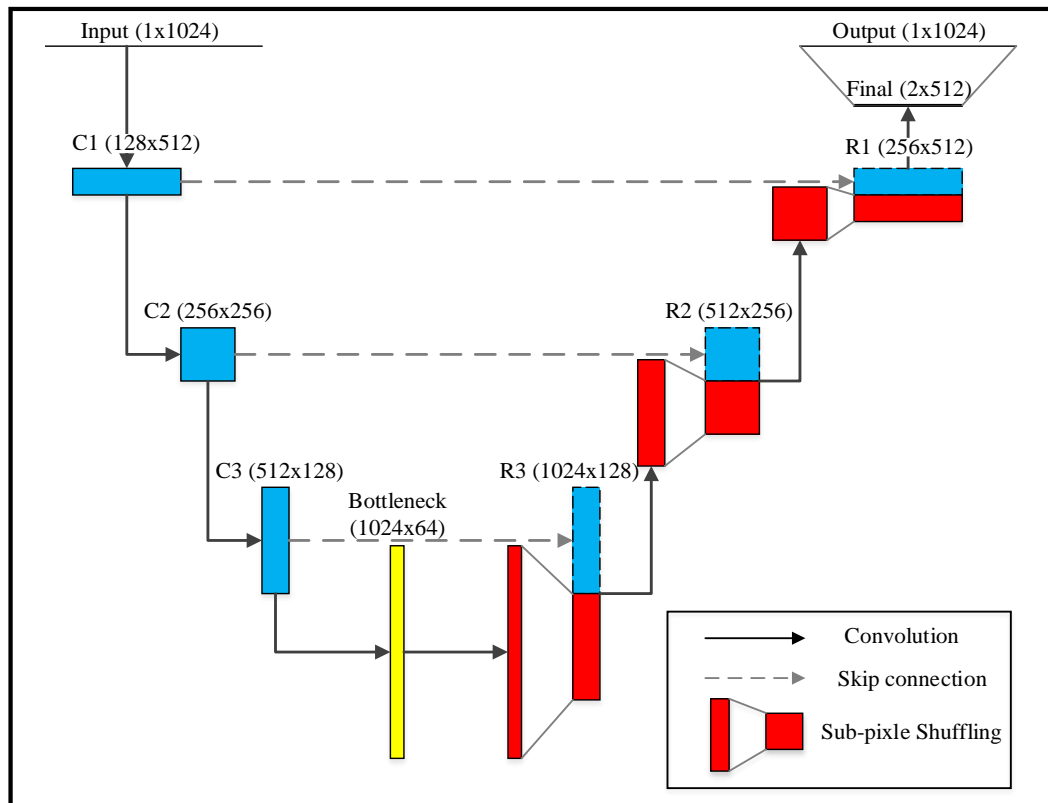 Input (1x1024)
Output (1x1024)
Final (2x512)
C1 (128x512)
R1 (256x512)
C2 (256x256)
R2 (512x256)
C3 (512x128)
R3 (1024x128)
Bottleneck
(1024x64)
Convolution
Skip connection
Sub-pixle Shuffling